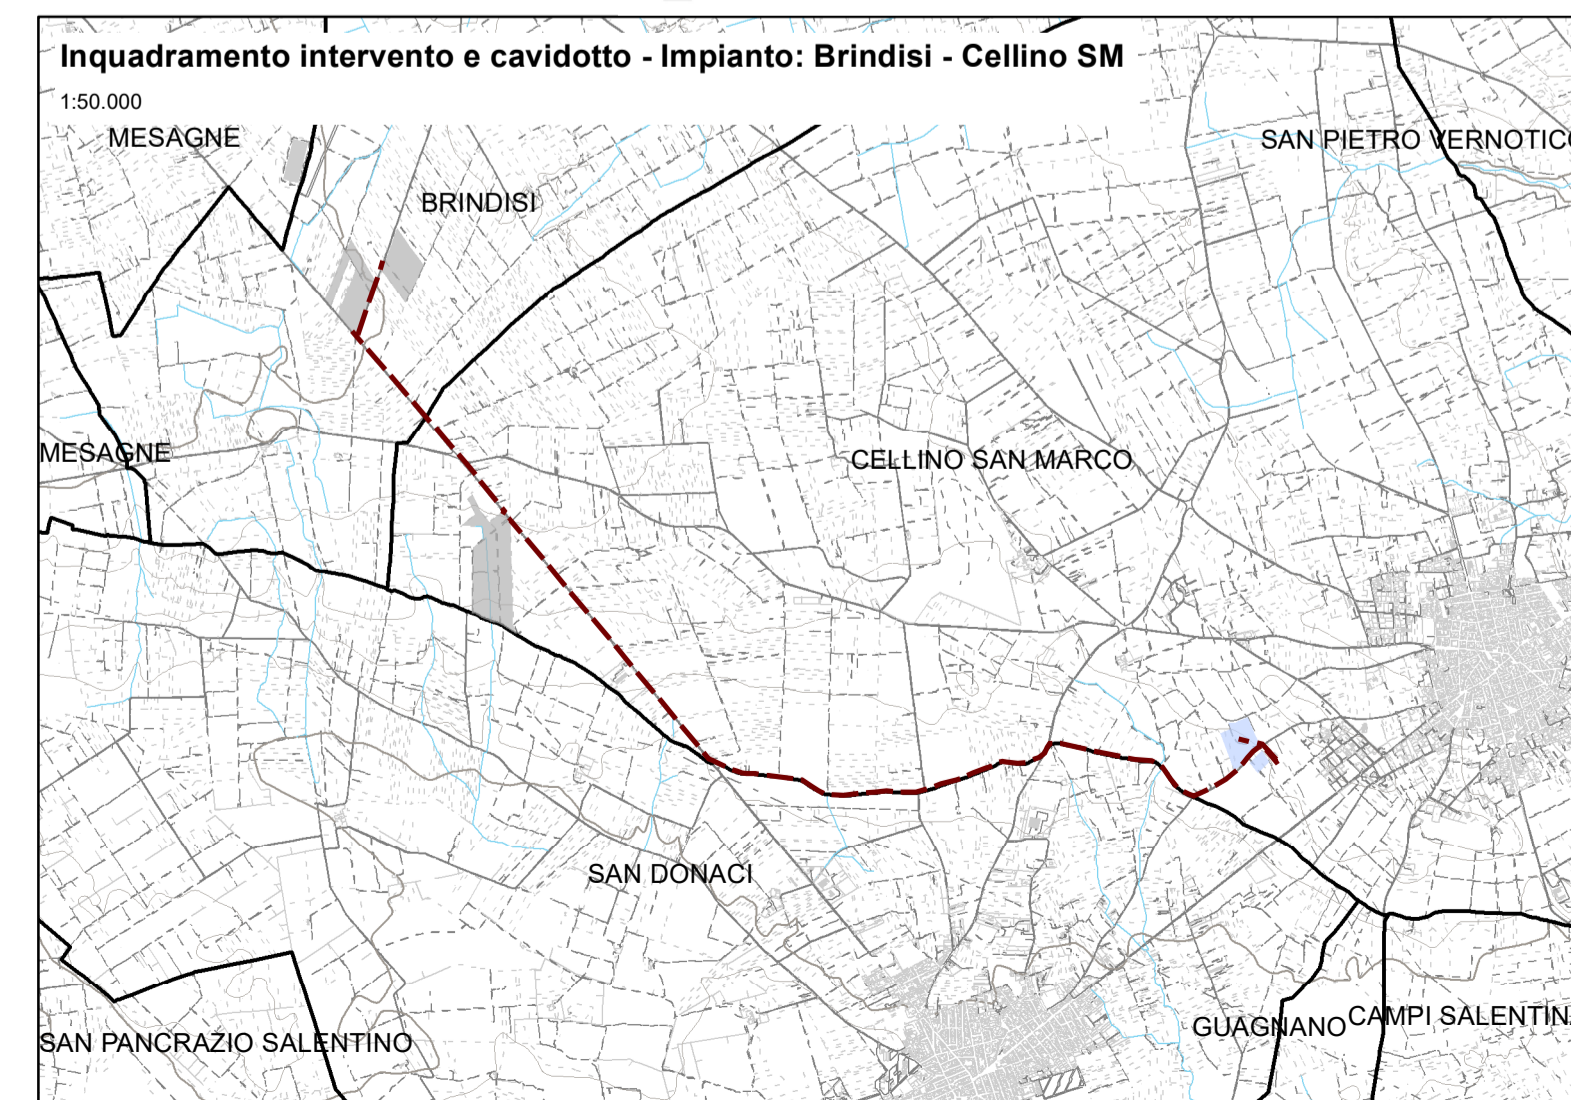 Inquadramento intervento e cavidotto - Impianto: Brindisi - Cellino SM
1:50.000
MESAGNE
SAN PIETRO VERNOTICO
BRINDISI
MESAGNE
CELLINO SAN MARCO
SAN DONACI
SAN PANCRAZIO SALENTINO
GUAGNANO
CAMPI SALENTIN